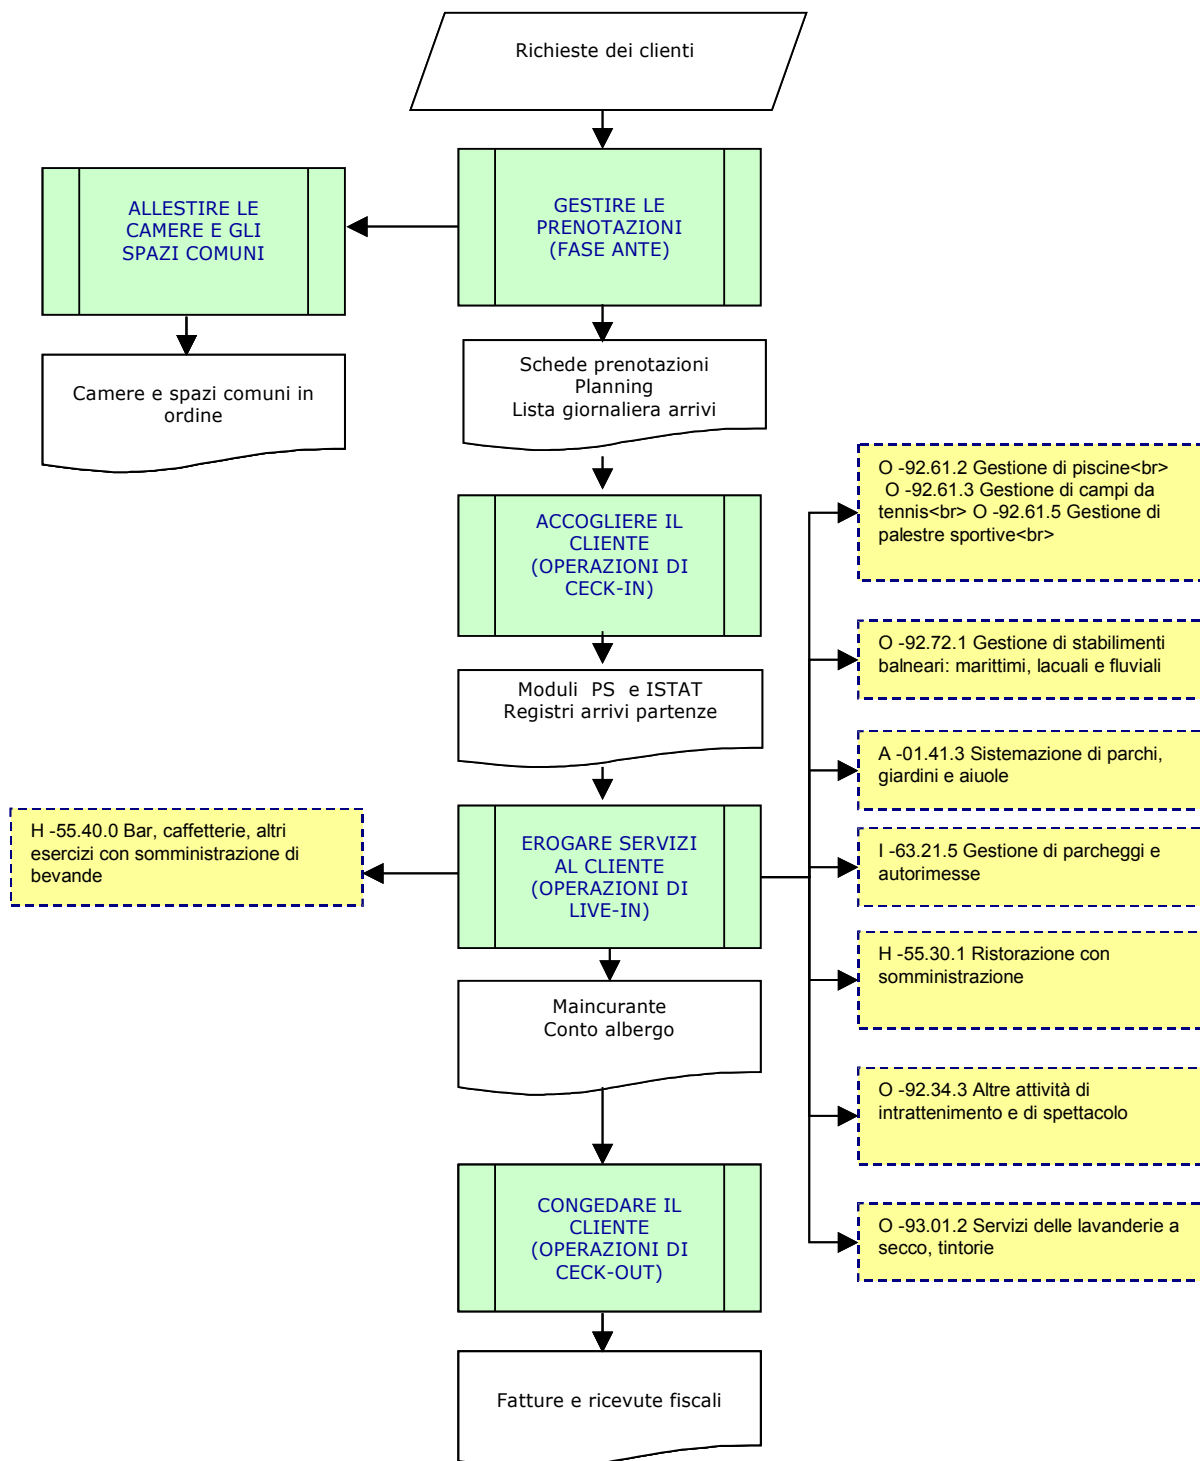 Richieste dei clienti
ALLESTIRE LE
CAMERE E GLI
SPAZI COMUNI
GESTIRE LE
PRENOTAZIONI
(FASE ANTE)
Camere e spazi comuni in
ordine
Schede prenotazioni
Planning
Lista giornaliera arrivi
ACCOGLIERE IL
CLIENTE
(OPERAZIONI DI
CECK-IN)
O -92.61.2 Gestione di piscine<br>
O -92.61.3 Gestione di campi da
tennis<br> O -92.61.5 Gestione di
palestre sportive<br>
O -92.72.1 Gestione di stabilimenti
balneari: marittimi, lacuali e fluviali
Moduli  PS  e ISTAT
Registri arrivi partenze
A -01.41.3 Sistemazione di parchi,
giardini e aiuole
H -55.40.0 Bar, caffetterie, altri
esercizi con somministrazione di
bevande
EROGARE SERVIZI
AL CLIENTE
(OPERAZIONI DI
LIVE-IN)
I -63.21.5 Gestione di parcheggi e
autorimesse
H -55.30.1 Ristorazione con
somministrazione
Maincurante
Conto albergo
O -92.34.3 Altre attività di
intrattenimento e di spettacolo
CONGEDARE IL
CLIENTE
(OPERAZIONI DI
CECK-OUT)
O -93.01.2 Servizi delle lavanderie a
secco, tintorie
Fatture e ricevute fiscali